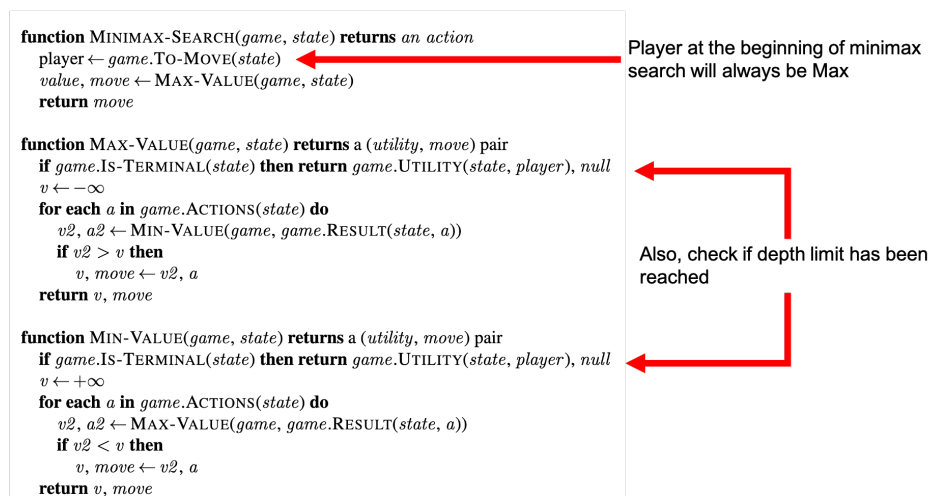 function MINIMAX-SEARCH(game, state) returns an action
player ← game.TO-MOVE(state)
value, move ← MAX-VALUE(game, state)
return move
Player at the beginning of minimax
search will always be Max
function MAX-VALUE(game, state) returns a (utility, move) pair
if game.IS-TERMINAL(state) then return game.UTILITY(state, player), null
v ← −∞
for each a in game.ACTIONS(state) do
v2, a2 ← MIN-VALUE(game, game.RESULT(state, a))
if v2 > v then
v, move ← v2, a
return v, move
Also, check if depth limit has been
reached
function MIN-VALUE(game, state) returns a (utility, move) pair
if game.IS-TERMINAL(state) then return game.UTILITY(state, player), null
v ← +∞
for each a in game.ACTIONS(state) do
v2, a2 ← MAX-VALUE(game, game.RESULT(state, a))
if v2 < v then
v, move ← v2, a
return v, move